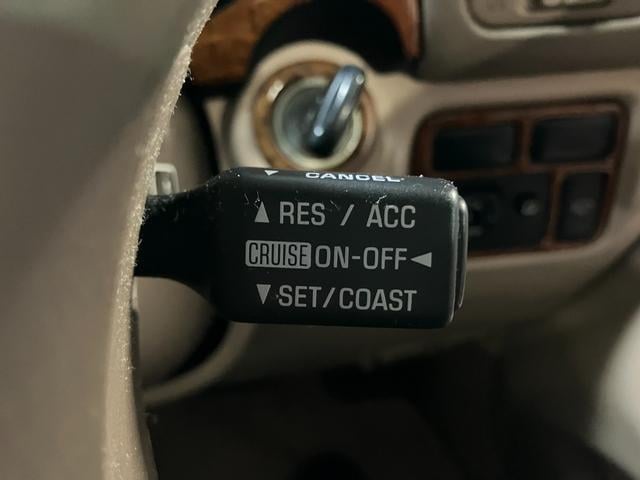 ▼ CANCEL
▲ RES / ACC
CRUISE ON-OFF ◀
▼ SET/COAST